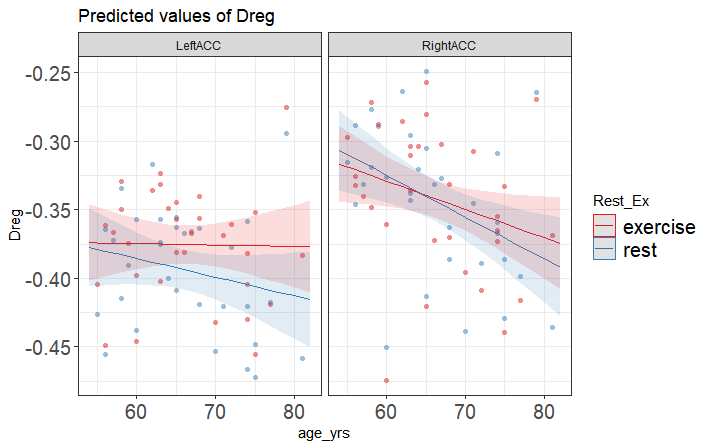 Predicted values of Dreg
LeftACC
RightACC
Dreg
-0.25
-0.30
-0.35
-0.40
-0.45
60
70
80
60
70
80
age_yrs
Rest_Ex
exercise
rest